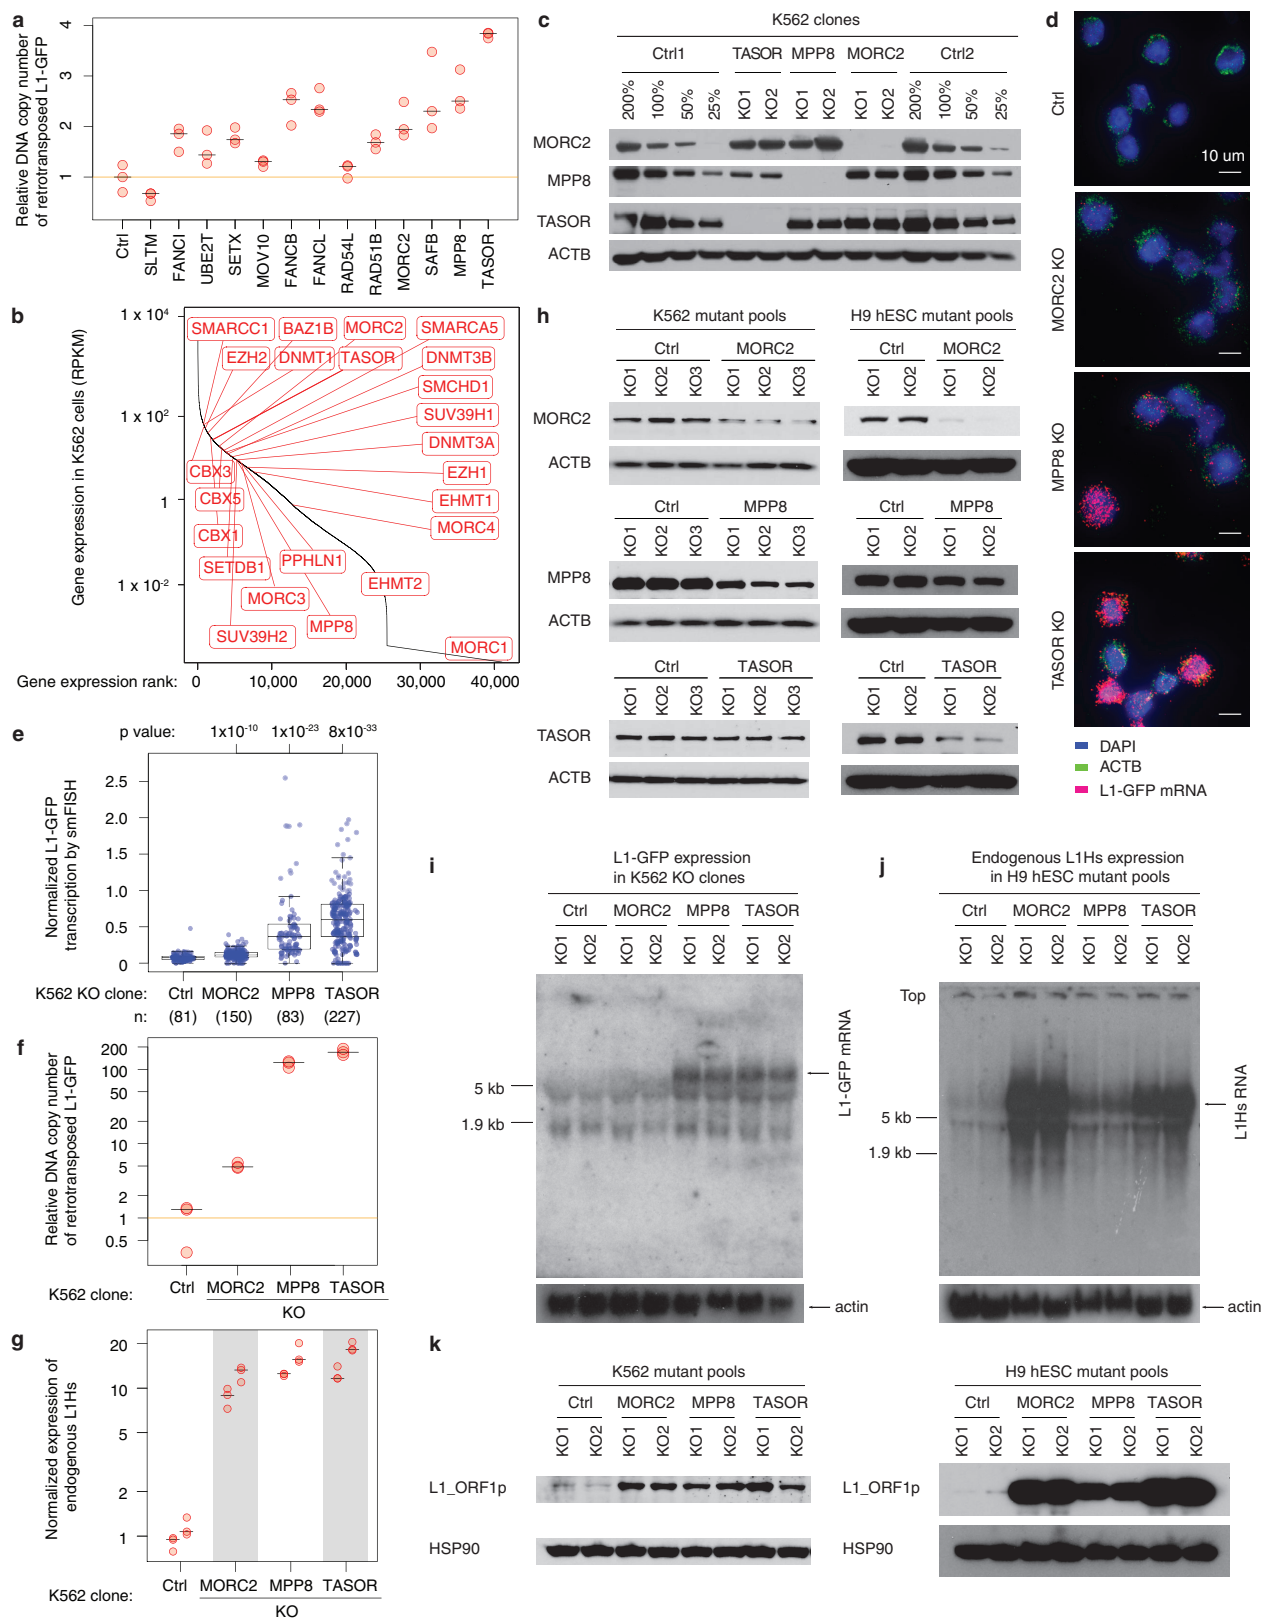 a
Relative DNA copy number
of retrotransposed L1-GFP
4
3
2
1
Ctrl
SLTM
FANCI
UBE2T
SETX
MOV10
FANCB
FANCL
RAD54L
RAD51B
MORC2
SAFB
MPP8
TASOR
b
Gene expression in K562 cells (RPKM)
1 x 10⁴
1 x 10²
1
1 x 10⁻²
SMARCC1
BAZ1B
MORC2
SMARCA5
EZH2
DNMT1
TASOR
DNMT3B
SMCHD1
SUV39H1
DNMT3A
CBX3
EZH1
CBX5
EHMT1
CBX1
MORC4
SETDB1
PPHLN1
EHMT2
MORC3
SUV39H2
MPP8
MORC1
Gene expression rank:
0 10,000 20,000 30,000 40,000
c
K562 clones
Ctrl1 TASOR MPP8 MORC2 Ctrl2
200% 100% 50% 25% KO1 KO2 KO1 KO2 KO1 KO2 200% 100% 50% 25%
MORC2
MPP8
TASOR
ACTB
d
Ctrl
10 um
MORC2 KO
MPP8 KO
TASOR KO
DAPI
ACTB
L1-GFP mRNA
e
p value: 1x10⁻¹⁰ 1x10⁻²³ 8x10⁻³³
Normalized L1-GFP
transcription by smFISH
2.5
2.0
1.5
1.0
0.5
0
K562 KO clone: Ctrl MORC2 MPP8 TASOR
n: (81) (150) (83) (227)
f
Relative DNA copy number
of retrotransposed L1-GFP
200
100
50
20
10
5
2
1
0.5
Ctrl MORC2 MPP8 TASOR
K562 clone:
KO
g
Normalized expression of
endogenous L1Hs
20
10
5
2
1
Ctrl MORC2 MPP8 TASOR
K562 clone:
KO
h
K562 mutant pools
H9 hESC mutant pools
Ctrl MORC2
Ctrl MORC2
KO1 KO2 KO3 KO1 KO2 KO3
KO1 KO2 KO1 KO2
MORC2
ACTB
Ctrl MPP8
Ctrl MPP8
KO1 KO2 KO3 KO1 KO2 KO3
KO1 KO2 KO1 KO2
MPP8
ACTB
Ctrl TASOR
Ctrl TASOR
KO1 KO2 KO3 KO1 KO2 KO3
KO1 KO2 KO1 KO2
TASOR
ACTB
i
L1-GFP expression
in K562 KO clones
Ctrl MORC2 MPP8 TASOR
KO1 KO2 KO1 KO2 KO1 KO2 KO1 KO2
5 kb
1.9 kb
L1-GFP mRNA
actin
j
Endogenous L1Hs expression
in H9 hESC mutant pools
Ctrl MORC2 MPP8 TASOR
KO1 KO2 KO1 KO2 KO1 KO2 KO1 KO2
Top
5 kb
1.9 kb
L1Hs RNA
actin
k
K562 mutant pools
Ctrl MORC2 MPP8 TASOR
KO1 KO2 KO1 KO2 KO1 KO2 KO1 KO2
L1_ORF1p
HSP90
H9 hESC mutant pools
Ctrl MORC2 MPP8 TASOR
KO1 KO2 KO1 KO2 KO1 KO2 KO1 KO2
L1_ORF1p
HSP90